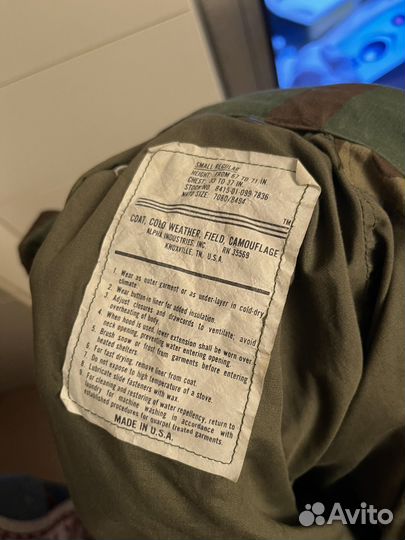 SMALL REGULAR
HEIGHT: FROM 67 TO 71 IN.
CHEST: 33 TO 37 IN.
STOCK NO. 8415-01-099-7836
NATO SIZE: 7080/8494
TM
COAT, COLD WEATHER, FIELD, CAMOUFLAGE
ALPHA INDUSTRIES, INC. RN 35569
KNOXVILLE, TN. U.S.A.
1. Wear as outer garment or as under-layer in cold-dry
climate.
2. Wear button in liner for added insulation.
3. Adjust closures and drawcords to ventilate; avoid
overheating of body.
4. When hood is used, lower extension shall be worn over
neck opening, preventing water entering opening.
5. Brush snow or frost from garments before entering
heated shelters.
6. For fast drying, remove liner from coat.
7. Do not expose to high temperature of a stove.
8. Lubricate slide fasteners with wax.
9. For cleaning and restoring of water repellency, return to
laundry for machine washing in accordance with
established procedures for quarpel treated garments.
MADE IN U.S.A.
Avito